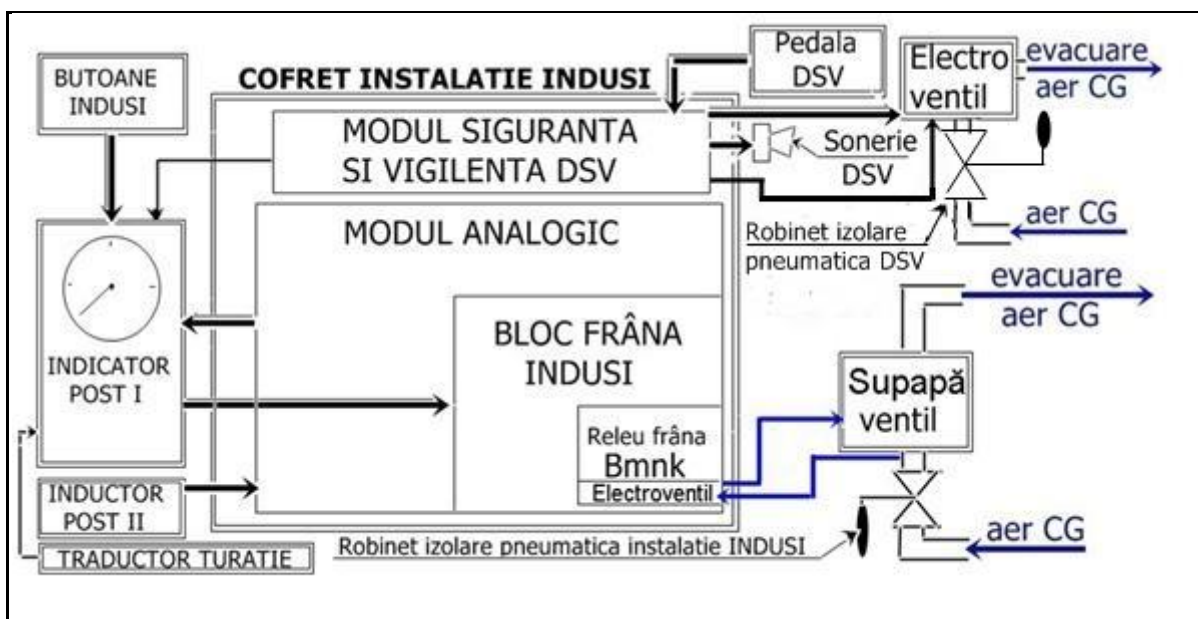 BUTOANE
INDUSI
COFRET INSTALATIE INDUSI
Pedala
DSV
Electro
ventil
evacuare
aer CG
MODUL SIGURANTA
SI VIGILENTA DSV
Sonerie
DSV
Robinet izolare
pneumatica DSV
aer CG
MODUL ANALOGIC
INDICATOR
POST I
BLOC FRÂNA
INDUSI
evacuare
aer CG
Supapă
ventil
Releu frâna
Bmnk
Electroventil
INDUCTOR
POST II
TRADUCTOR TURATIE
Robinet izolare pneumatica instalatie INDUSI
aer CG